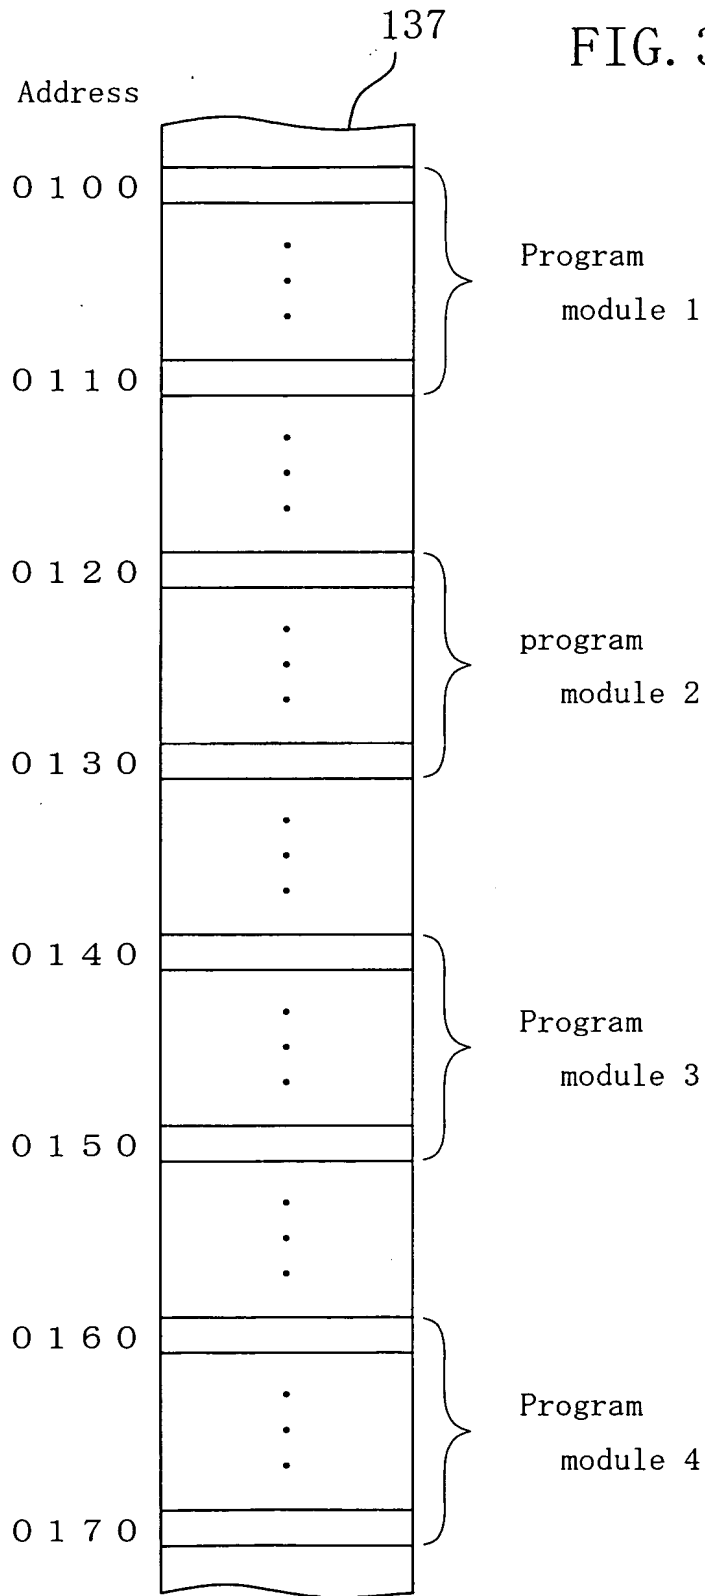 137
FIG. 3
Address
0100
Program
module 1
0110
0120
program
module 2
0130
0140
Program
module 3
0150
0160
Program
module 4
0170